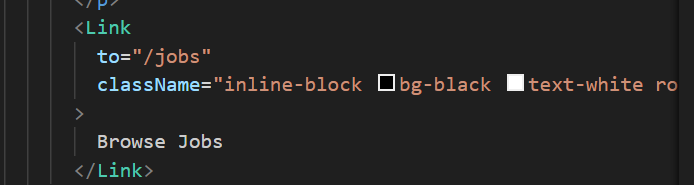 </p>
<Link
to="/jobs"
className="inline-block bg-black text-white ro
>
Browse Jobs
</Link>